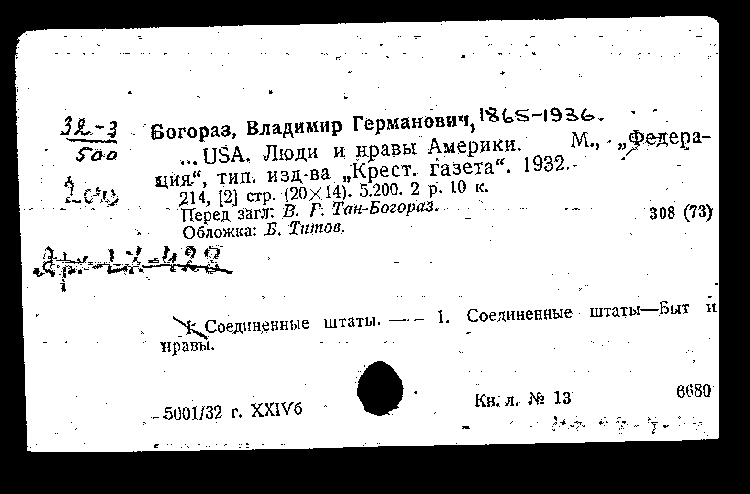 32-3
500
Богораз, Владимир Германович, 1865-1936.
... USA. Люди и нравы Америки. М., „Федера-
ция“, тип. изд-ва „Крест. газета“. 1932.
214, [2] стр. (20×14). 5.200. 2 р. 10 к.
Перед загл: В. Г. Тан-Богораз.
308 (73)
Обложка: Б. Титов.
1. Соединенные штаты. — — 1. Соединенные штаты—Быт и
нравы.
5001/32 г. XXIVб
Кн. л. № 13
6680